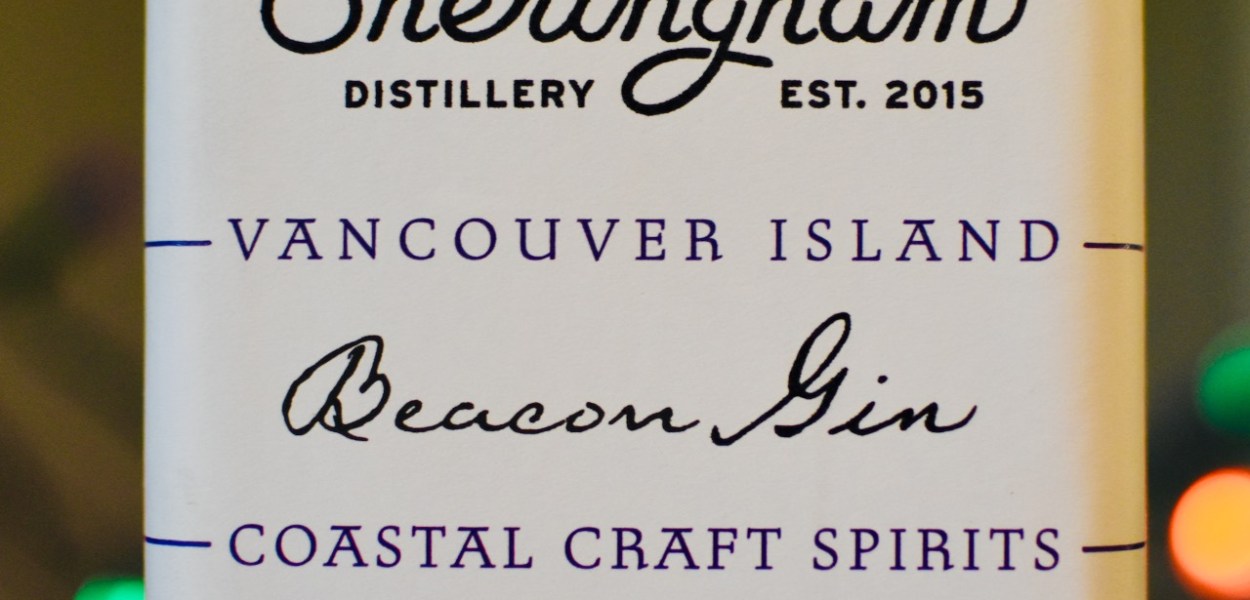 Sheringham
DISTILLERY EST. 2015
VANCOUVER ISLAND
Beacon Gin
COASTAL CRAFT SPIRITS